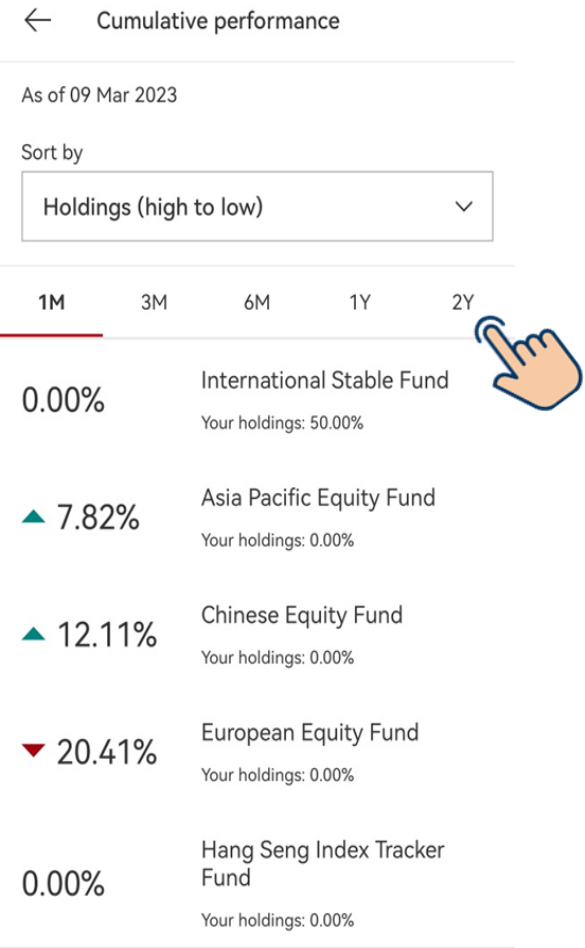 Cumulative performance
As of 09 Mar 2023
Sort by
Holdings (high to low)
1M 3M 6M 1Y 2Y
0.00%
International Stable Fund
Your holdings: 50.00%
7.82%
Asia Pacific Equity Fund
Your holdings: 0.00%
12.11%
Chinese Equity Fund
Your holdings: 0.00%
20.41%
European Equity Fund
Your holdings: 0.00%
0.00%
Hang Seng Index Tracker
Fund
Your holdings: 0.00%